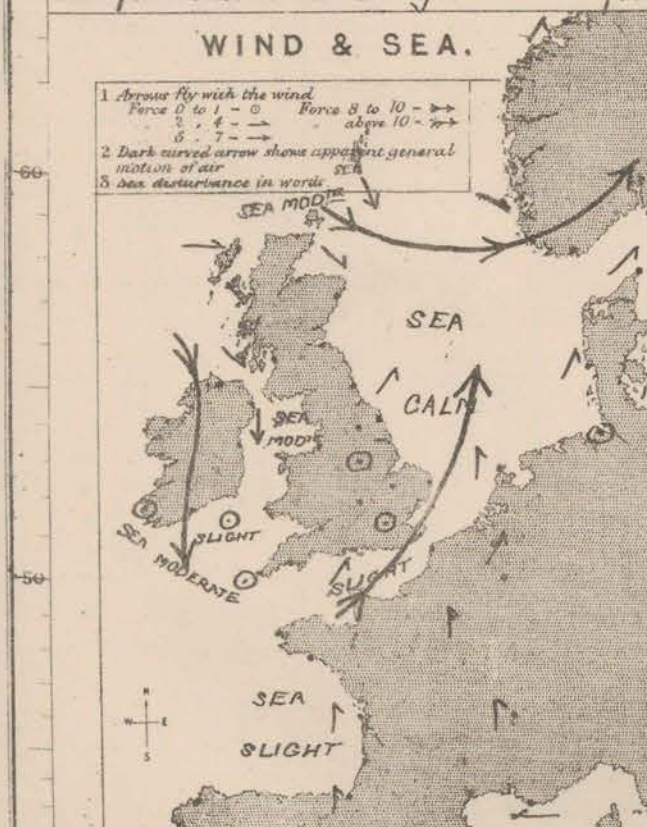 WIND & SEA.
1 Arrows fly with the wind
Force 0 to 1 - Force 8 to 10 -
" 2 " 4 - " above 10 -
" 5 " 7 -
2 Dark curved arrow shows apparent general
motion of air
3 Sea disturbance in words
60
SEA
SEA MODTE
SEA
CALM
SEA
MODTE
SLIGHT
SEA MODERATE
SLIGHT
50
SEA
SLIGHT
N
W E
S